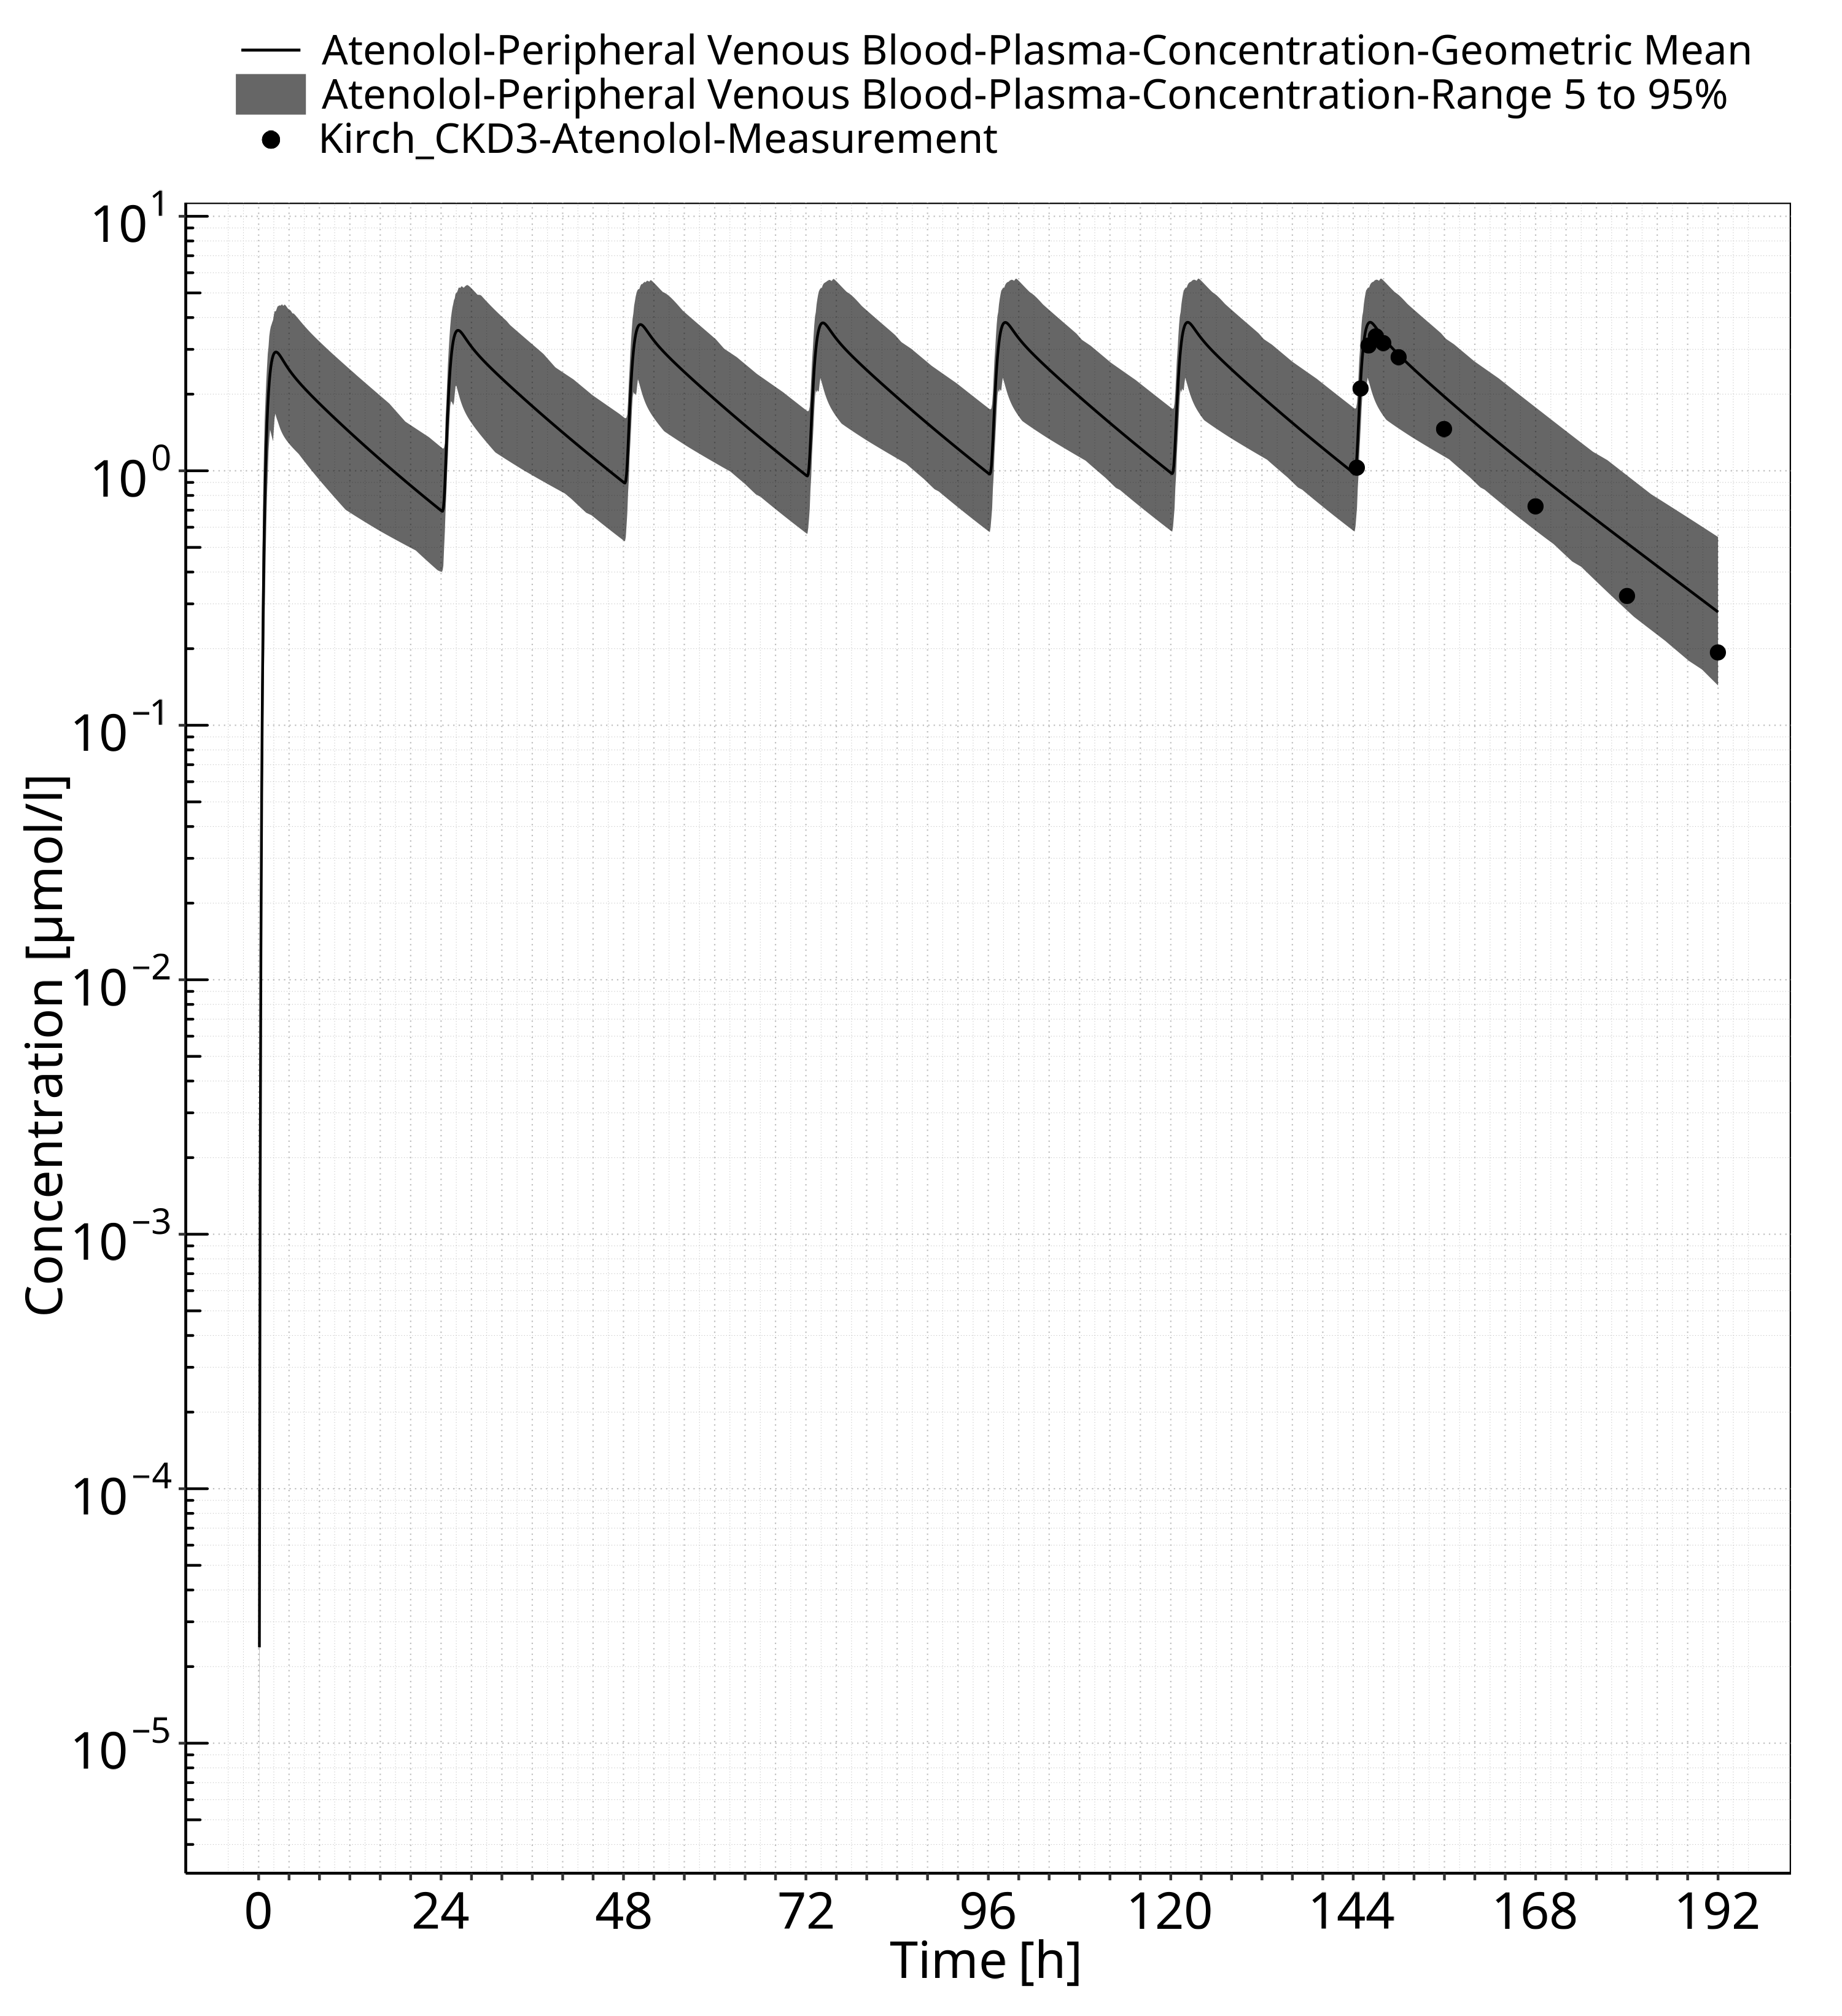 Atenolol-Peripheral Venous Blood-Plasma-Concentration-Geometric Mean
Atenolol-Peripheral Venous Blood-Plasma-Concentration-Range 5 to 95%
Kirch_CKD3-Atenolol-Measurement
Concentration [µmol/l]
10¹
10⁰
10⁻¹
10⁻²
10⁻³
10⁻⁴
10⁻⁵
0 24 48 72 96 120 144 168 192
Time [h]